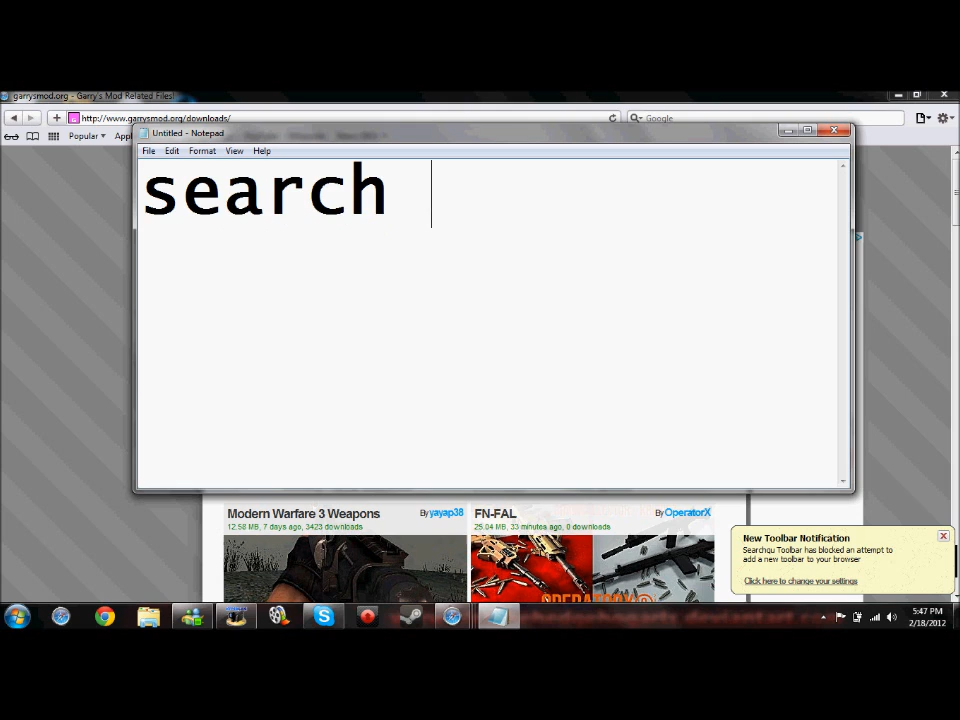 garrysmod.org - Garry's Mod Related Files!
http://www.garrysmod.org/downloads/
Google
Popular
Untitled - Notepad
File Edit Format View Help
search
Modern Warfare 3 Weapons By yayap38
12.58 MB, 7 days ago, 3423 downloads
FN-FAL By OperatorX
25.04 MB, 33 minutes ago, 0 downloads
New Toolbar Notification
Searchqu Toolbar has blocked an attempt to
add a new toolbar to your browser
Click here to change your settings
5:47 PM
2/18/2012